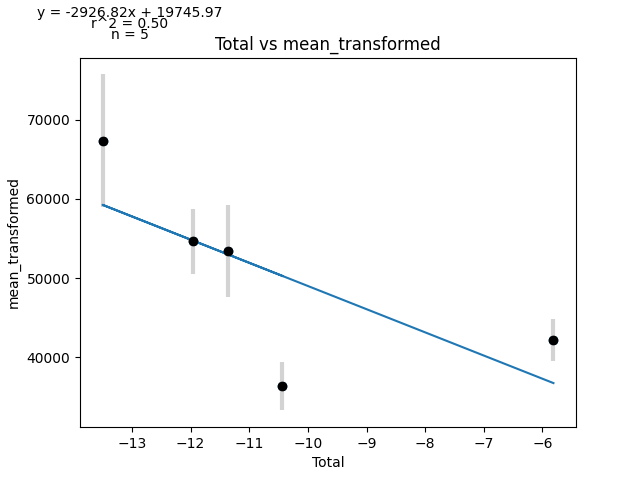 y = -2926.82x + 19745.97
r^2 = 0.50
n = 5
Total vs mean_transformed
mean_transformed
70000
60000
50000
40000
−13
−12
−11
−10
−9
−8
−7
−6
Total